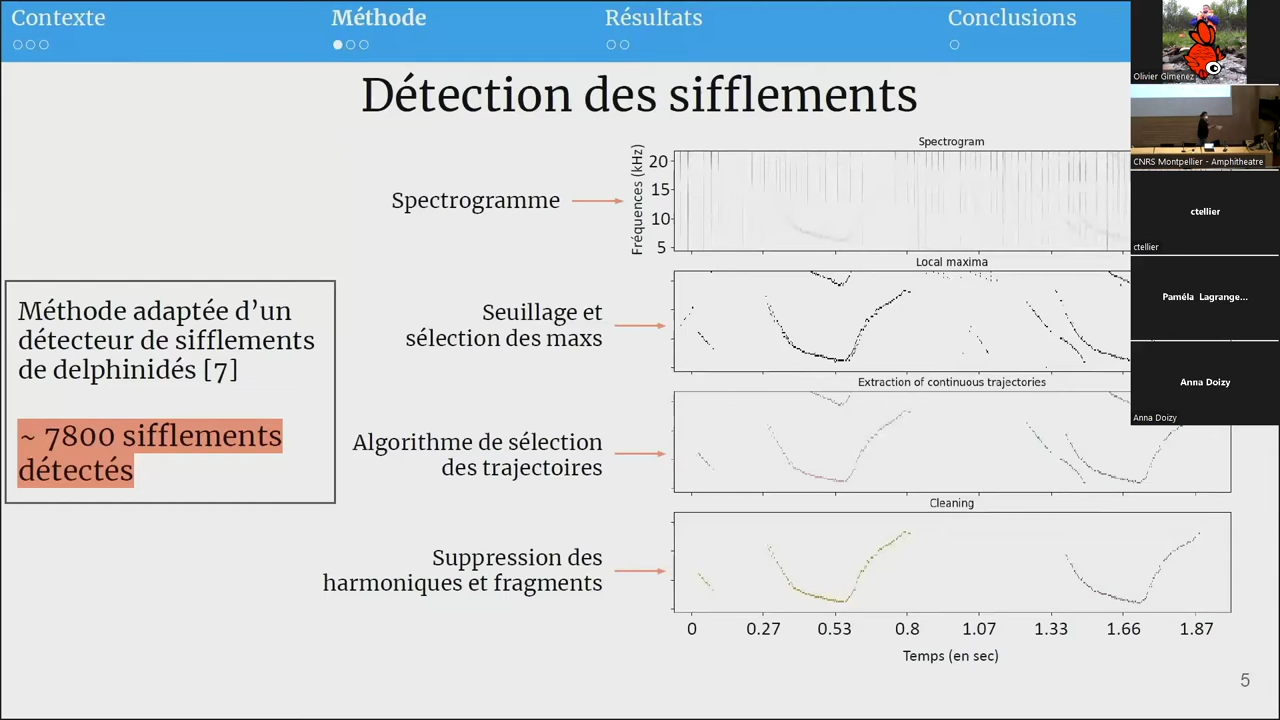 Contexte
Méthode
Résultats
Conclusions
Détection des sifflements
Spectrogramme
Spectrogram
Fréquences (kHz)
20
15
10
5
Méthode adaptée d’un
détecteur de sifflements
de delphinidés [7]
~ 7800 sifflements
détectés
Seuillage et
sélection des maxs
Local maxima
Algorithme de sélection
des trajectoires
Extraction of continuous trajectories
Suppression des
harmoniques et fragments
Cleaning
0 0.27 0.53 0.8 1.07 1.33 1.66 1.87
Temps (en sec)
5
Olivier Gimenez
CNRS Montpellier - Amphitheatre
ctellier
ctellier
Paméla Lagrange...
Anna Doizy
Anna Doizy